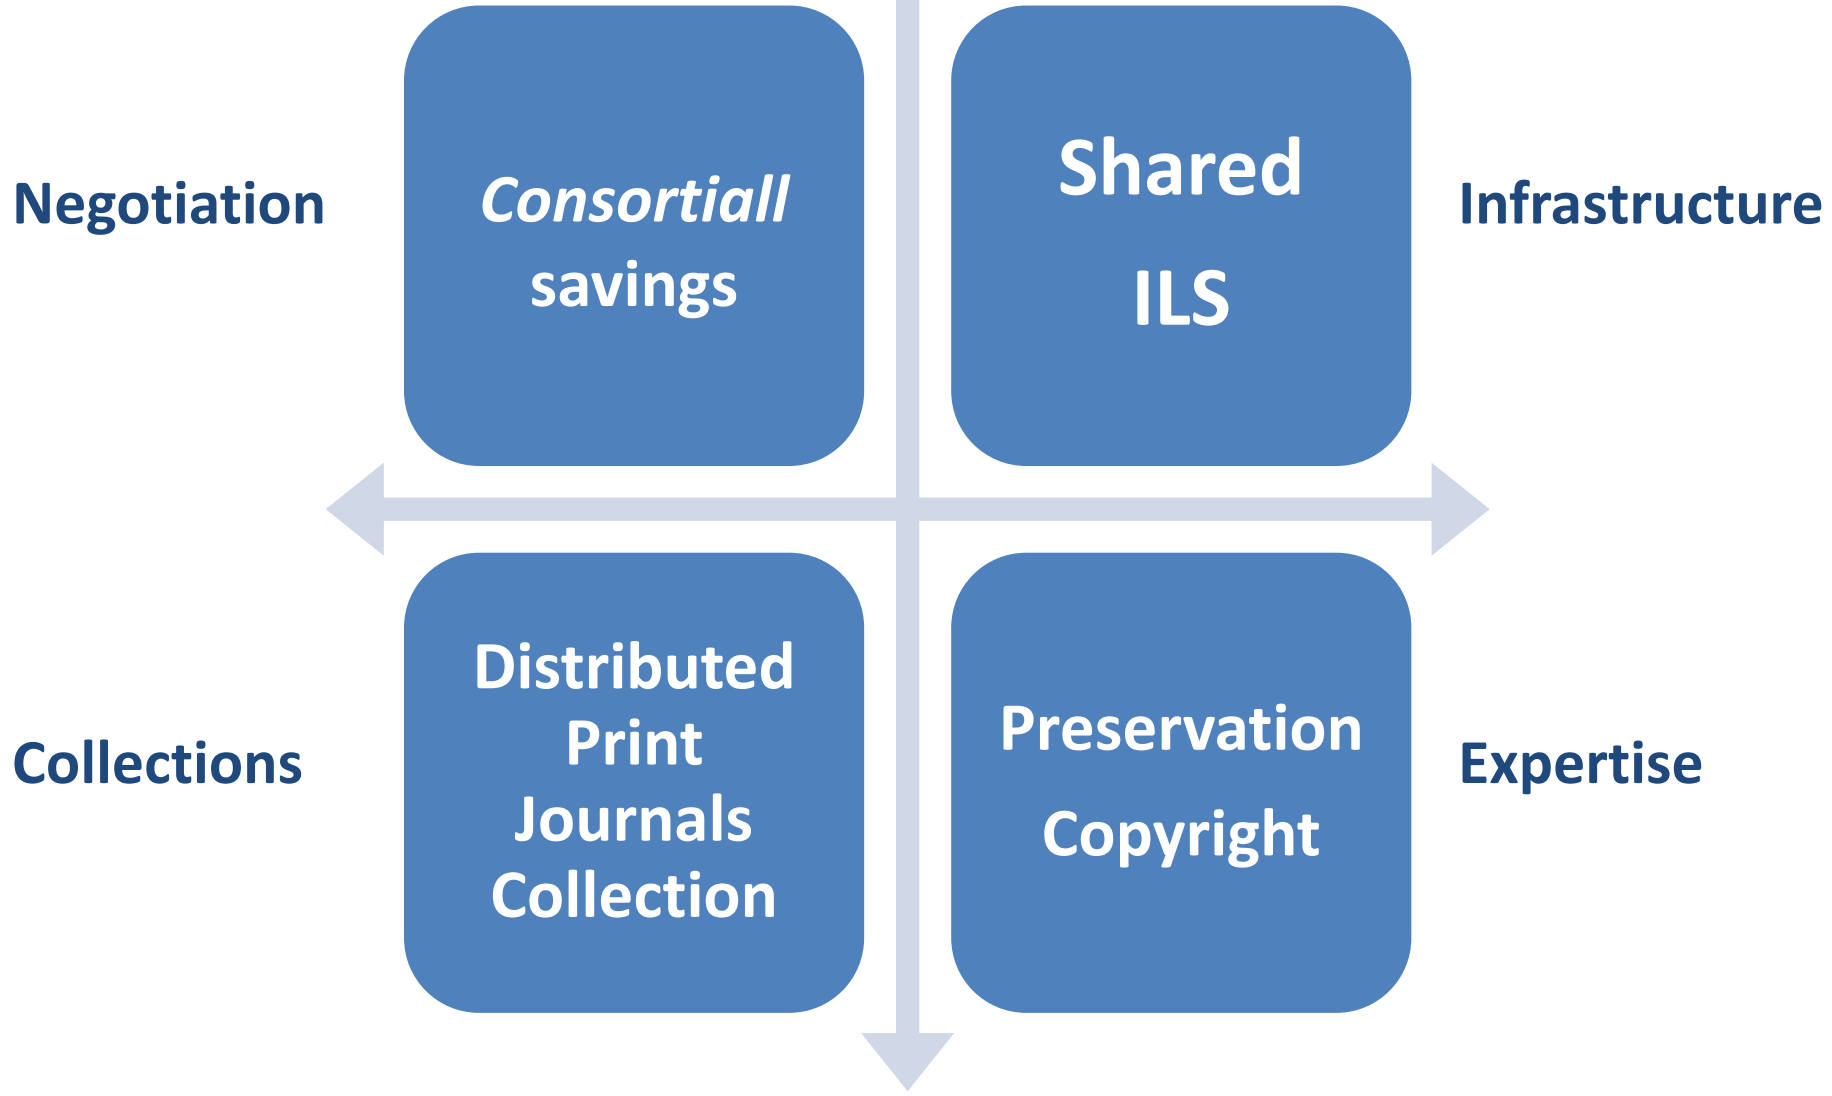 Negotiation
Consortiall
savings
Shared
ILS
Infrastructure
Collections
Distributed
Print
Journals
Collection
Preservation
Copyright
Expertise